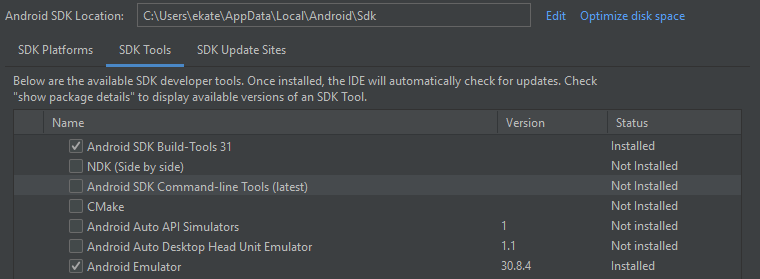 Android SDK Location: C:\Users\ekate\AppData\Local\Android\Sdk Edit Optimize disk space
SDK Platforms SDK Tools SDK Update Sites
Below are the available SDK developer tools. Once installed, the IDE will automatically check for updates. Check
"show package details" to display available versions of an SDK Tool.
Name Version Status
Android SDK Build-Tools 31 Installed
NDK (Side by side) Not Installed
Android SDK Command-line Tools (latest) Not Installed
CMake Not Installed
Android Auto API Simulators 1 Not installed
Android Auto Desktop Head Unit Emulator 1.1 Not installed
Android Emulator 30.8.4 Installed